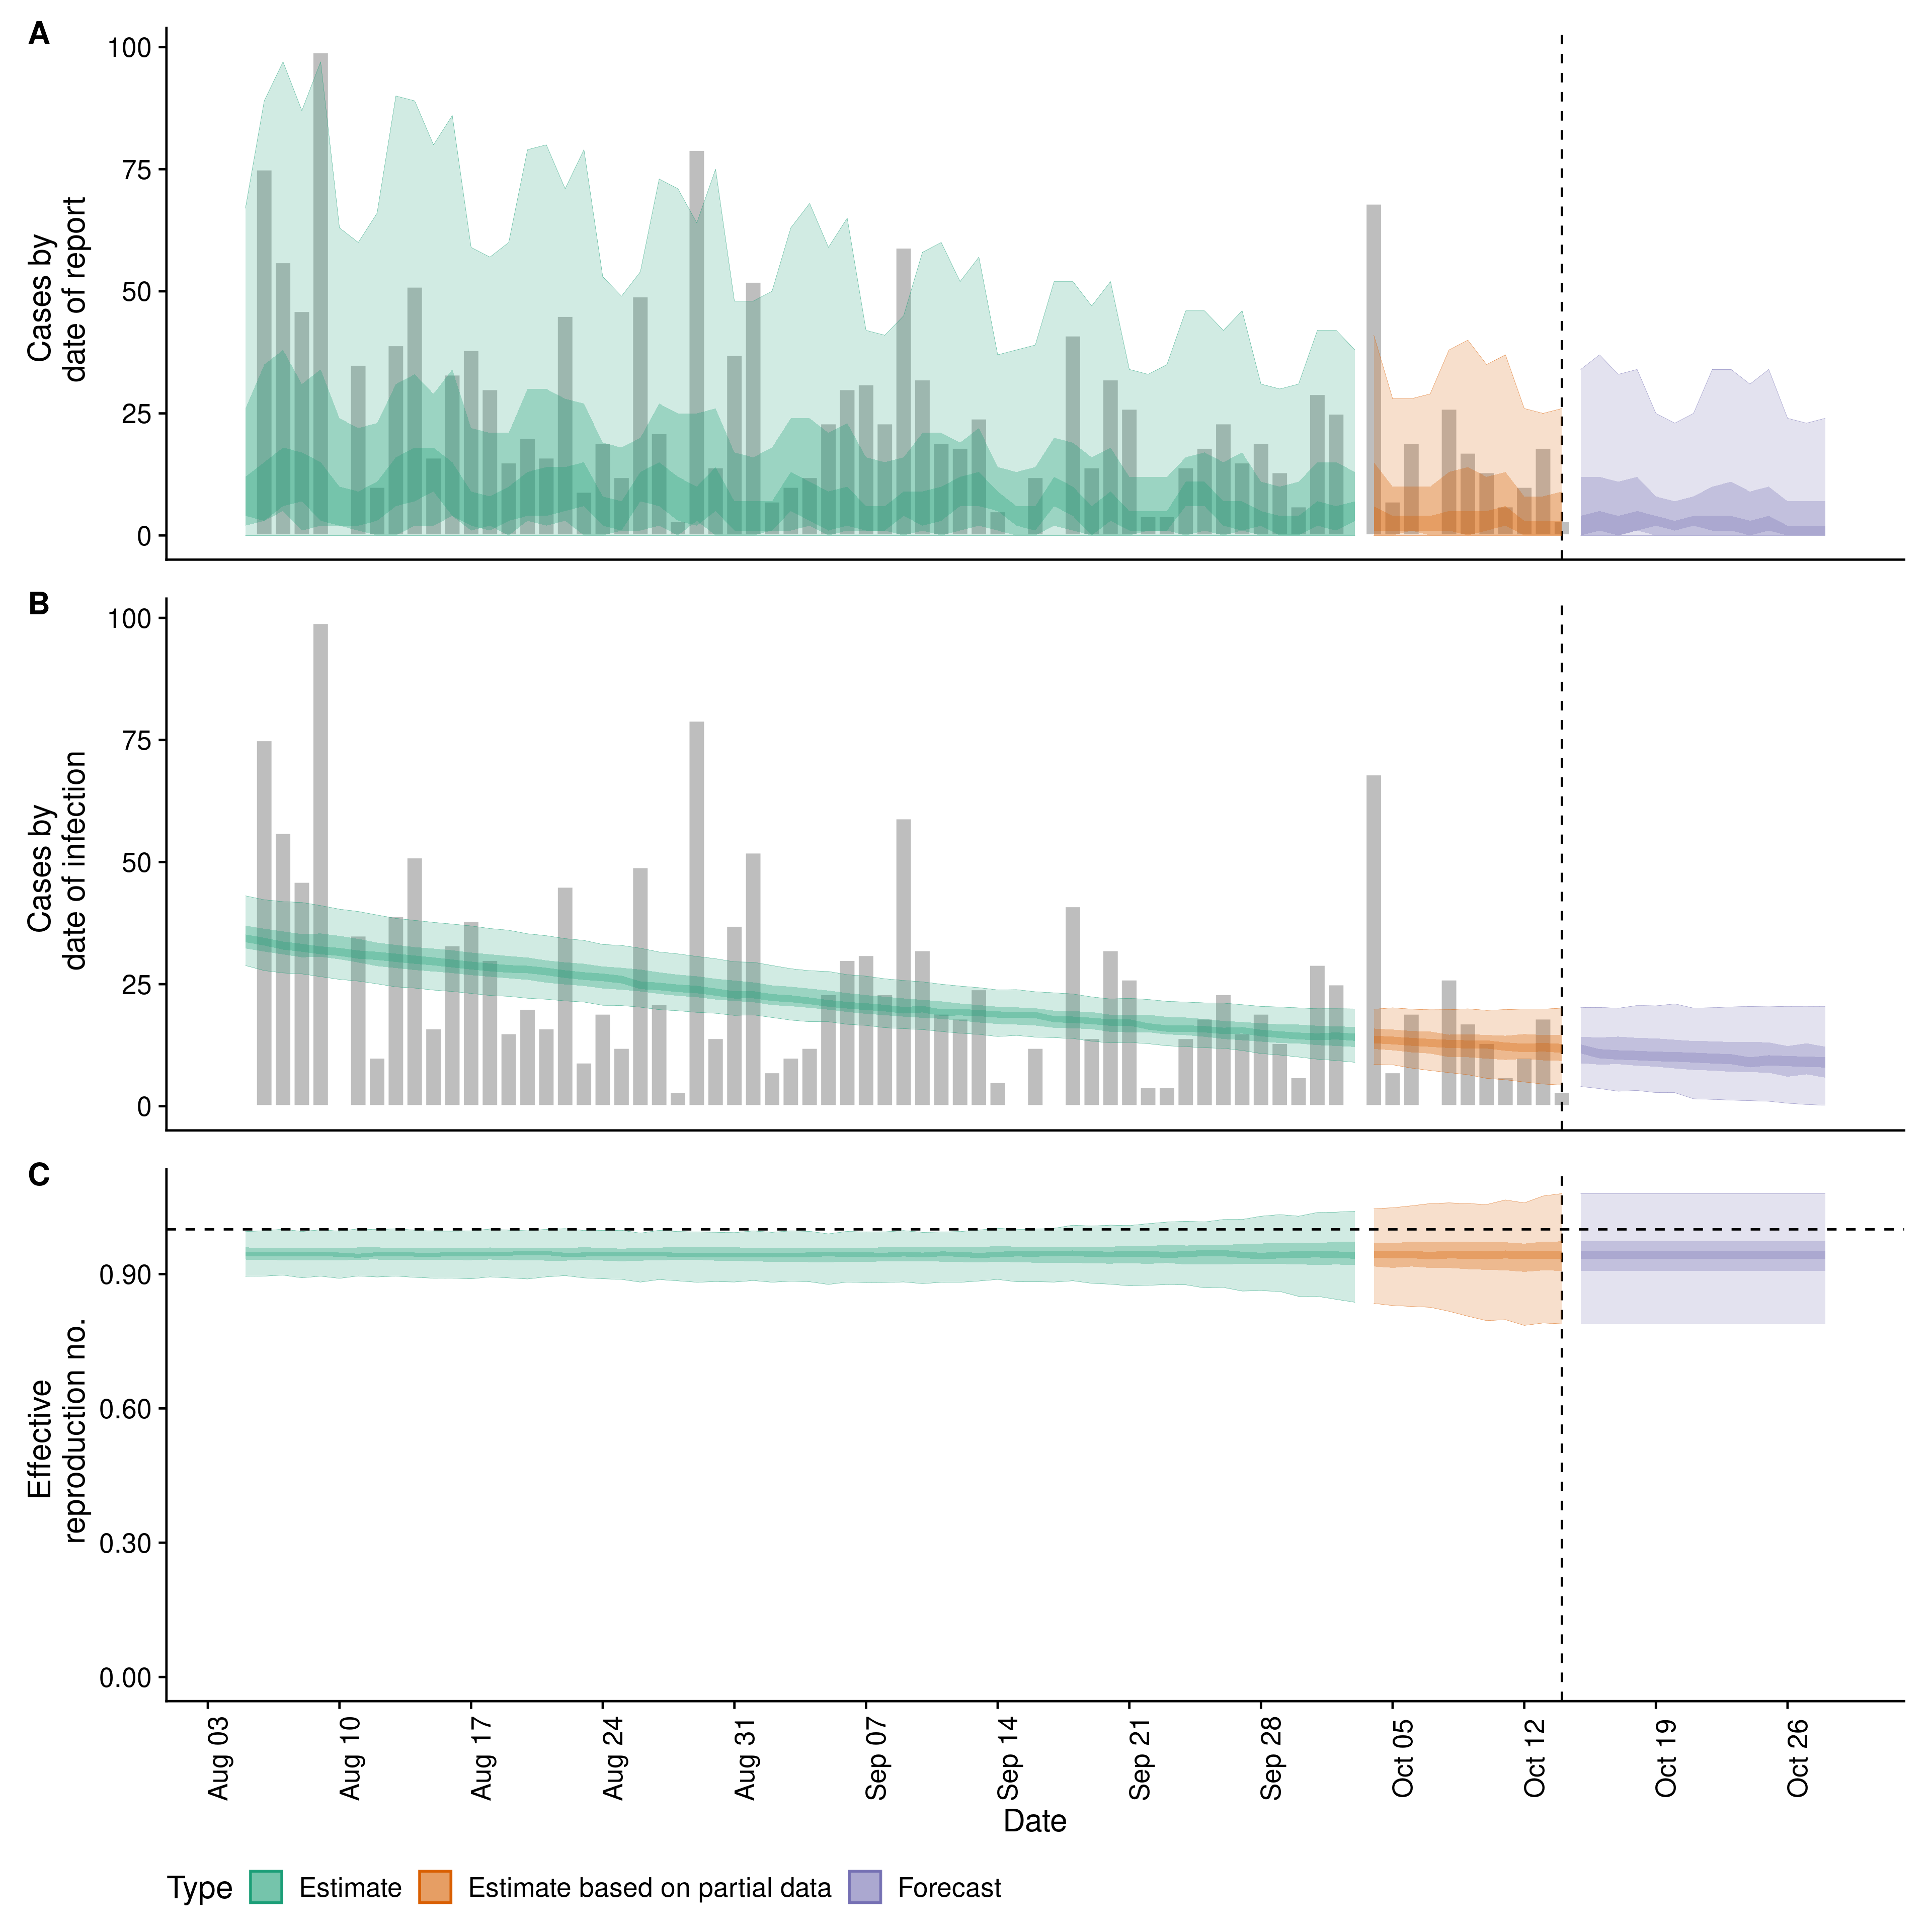 A
100
75
50
25
0
Cases by
date of report
B
100
75
50
25
0
Cases by
date of infection
C
0.90
0.60
0.30
0.00
Effective
reproduction no.
Aug 03
Aug 10
Aug 17
Aug 24
Aug 31
Sep 07
Sep 14
Sep 21
Sep 28
Oct 05
Oct 12
Oct 19
Oct 26
Date
Type Estimate Estimate based on partial data Forecast